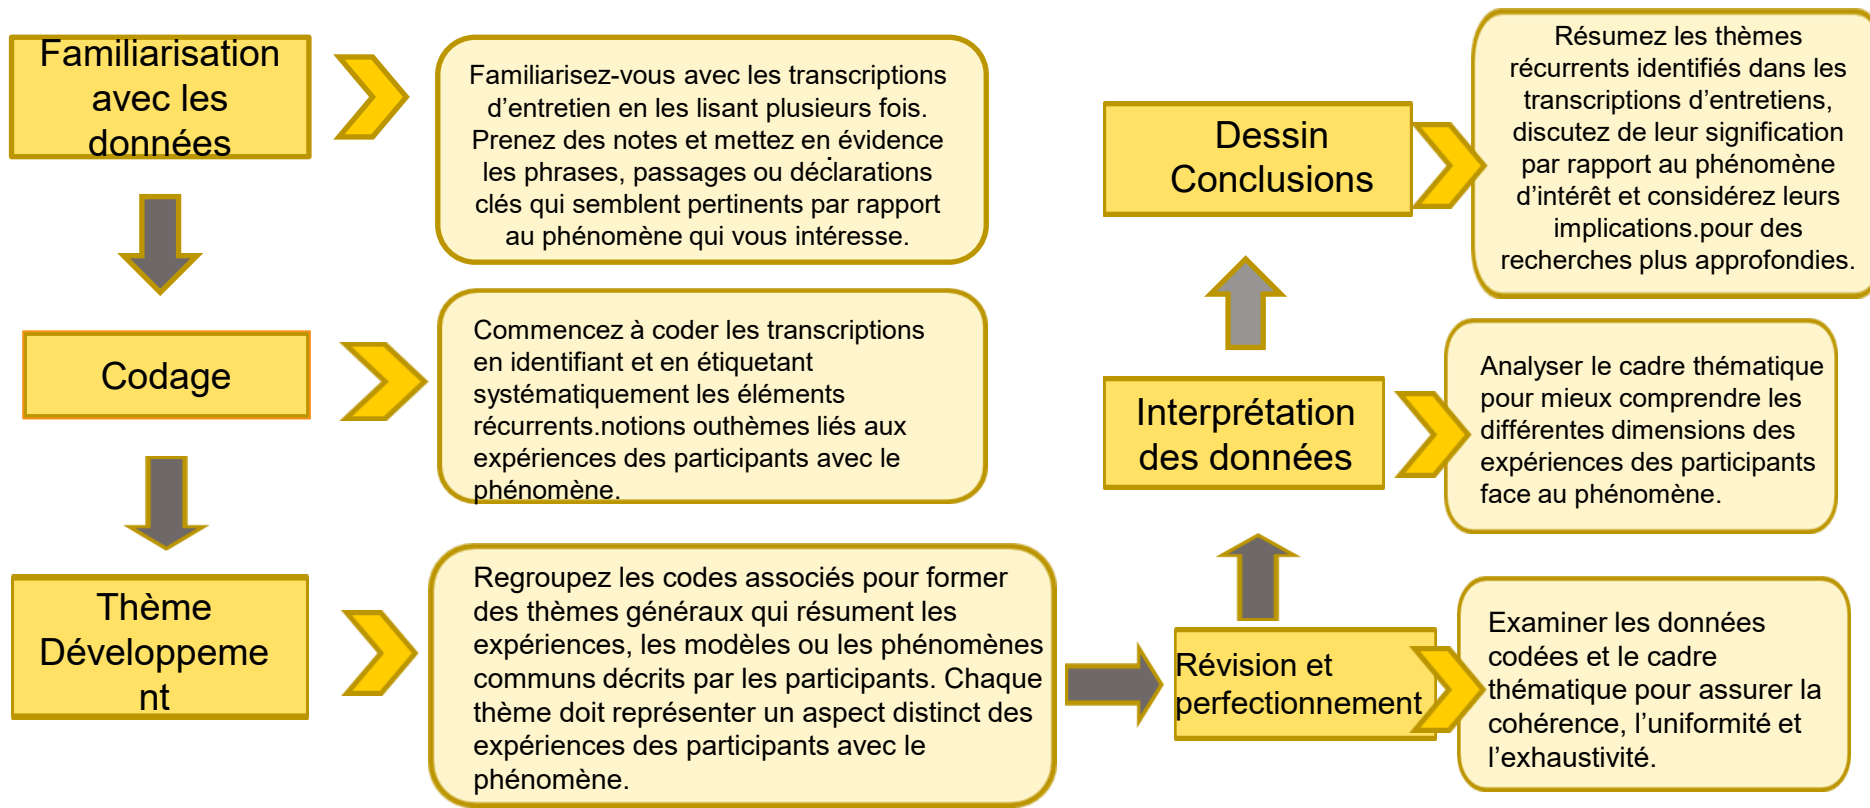 Familiarisation
avec les
données
Familiarisez-vous avec les transcriptions
d’entretien en les lisant plusieurs fois.
Prenez des notes et mettez en évidence
les phrases, passages ou déclarations
clés qui semblent pertinents par rapport
au phénomène qui vous intéresse.
.
Codage
Commencez à coder les transcriptions
en identifiant et en étiquetant
systématiquement les éléments
récurrents.notions outhèmes liés aux
expériences des participants avec le
phénomène.
Thème
Développeme
nt
Regroupez les codes associés pour former
des thèmes généraux qui résument les
expériences, les modèles ou les phénomènes
communs décrits par les participants. Chaque
thème doit représenter un aspect distinct des
expériences des participants avec le
phénomène.
Révision et
perfectionnement
Examiner les données
codées et le cadre
thématique pour assurer la
cohérence, l’uniformité et
l’exhaustivité.
Interprétation
des données
Analyser le cadre thématique
pour mieux comprendre les
différentes dimensions des
expériences des participants
face au phénomène.
Dessin
Conclusions
Résumez les thèmes
récurrents identifiés dans les
transcriptions d’entretiens,
discutez de leur signification
par rapport au phénomène
d’intérêt et considérez leurs
implications.pour des
recherches plus approfondies.